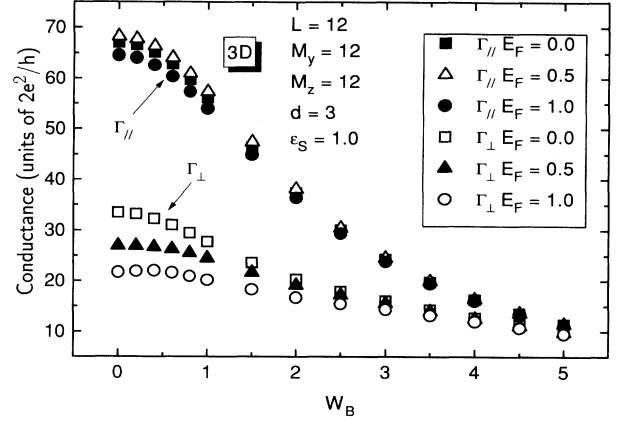 Conductance (units of 2e²/h)
70
60
50
40
30
20
10
3D
L = 12
M_y = 12
M_z = 12
d = 3
ε_S = 1.0
Γ_//
Γ_⊥
Γ_// E_F = 0.0
Γ_// E_F = 0.5
Γ_// E_F = 1.0
Γ_⊥ E_F = 0.0
Γ_⊥ E_F = 0.5
Γ_⊥ E_F = 1.0
0 1 2 3 4 5
W_B